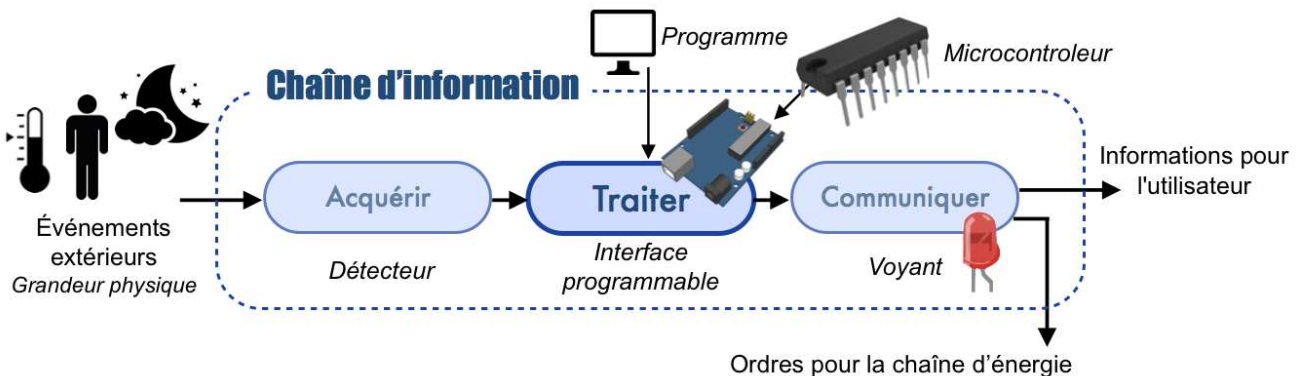 Programme
Microcontroleur
Chaîne d'information
Acquérir
Traiter
Communiquer
Informations pour
l'utilisateur
Événements
extérieurs
Grandeur physique
Détecteur
Interface
programmable
Voyant
Ordres pour la chaîne d'énergie